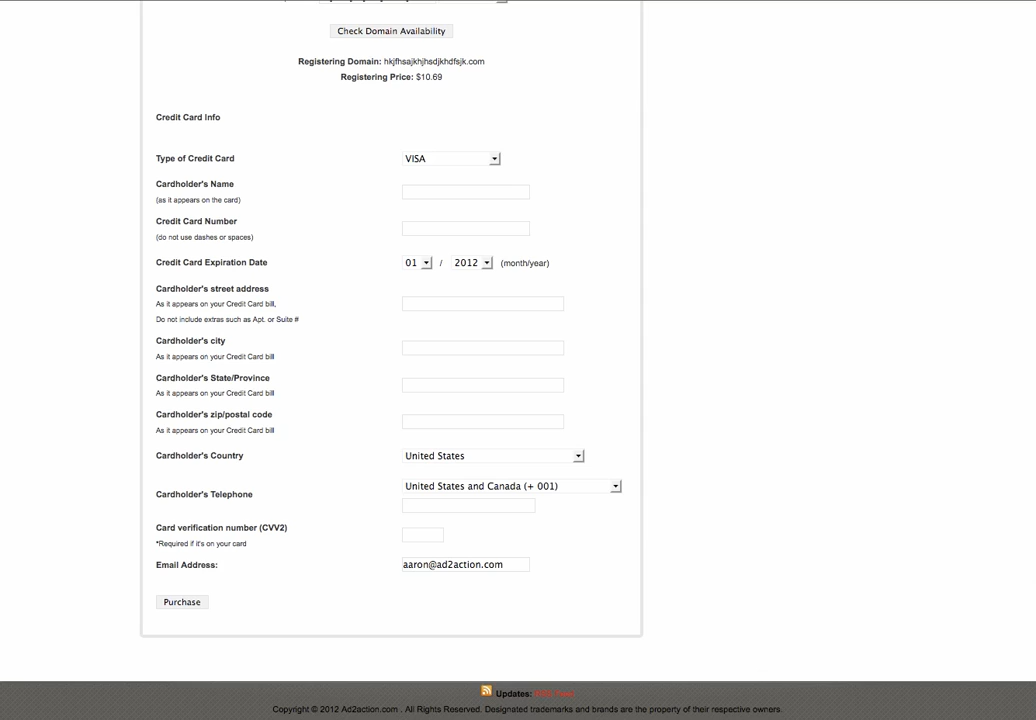 Check Domain Availability
Registering Domain: hkjfhsajkhjhsdjkhdfsjk.com
Registering Price: $10.69
Credit Card Info
Type of Credit Card
VISA
Cardholder's Name
(as it appears on the card)
Credit Card Number
(do not use dashes or spaces)
Credit Card Expiration Date
01 / 2012 (month/year)
Cardholder's street address
As it appears on your Credit Card bill,
Do not include extras such as Apt. or Suite #
Cardholder's city
As it appears on your Credit Card bill
Cardholder's State/Province
As it appears on your Credit Card bill
Cardholder's zip/postal code
As it appears on your Credit Card bill
Cardholder's Country
United States
United States and Canada (+ 001)
Cardholder's Telephone
Card verification number (CVV2)
*Required if it's on your card
Email Address:
aaron@ad2action.com
Purchase
Updates:
Copyright © 2012 Ad2action.com . All Rights Reserved. Designated trademarks and brands are the property of their respective owners.